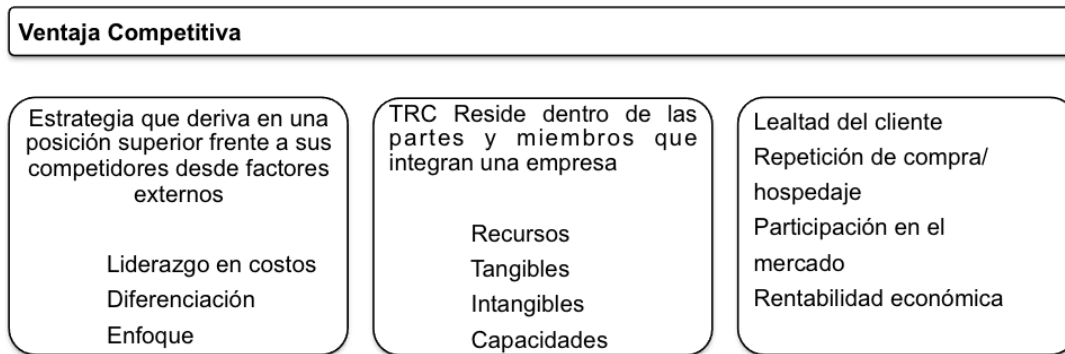 Ventaja Competitiva
Estrategia que deriva en una
posición superior frente a sus
competidores desde factores
externos
Liderazgo en costos
Diferenciación
Enfoque
TRC Reside dentro de las
partes y miembros que
integran una empresa
Recursos
Tangibles
Intangibles
Capacidades
Lealtad del cliente
Repetición de compra/
hospedaje
Participación en el
mercado
Rentabilidad económica